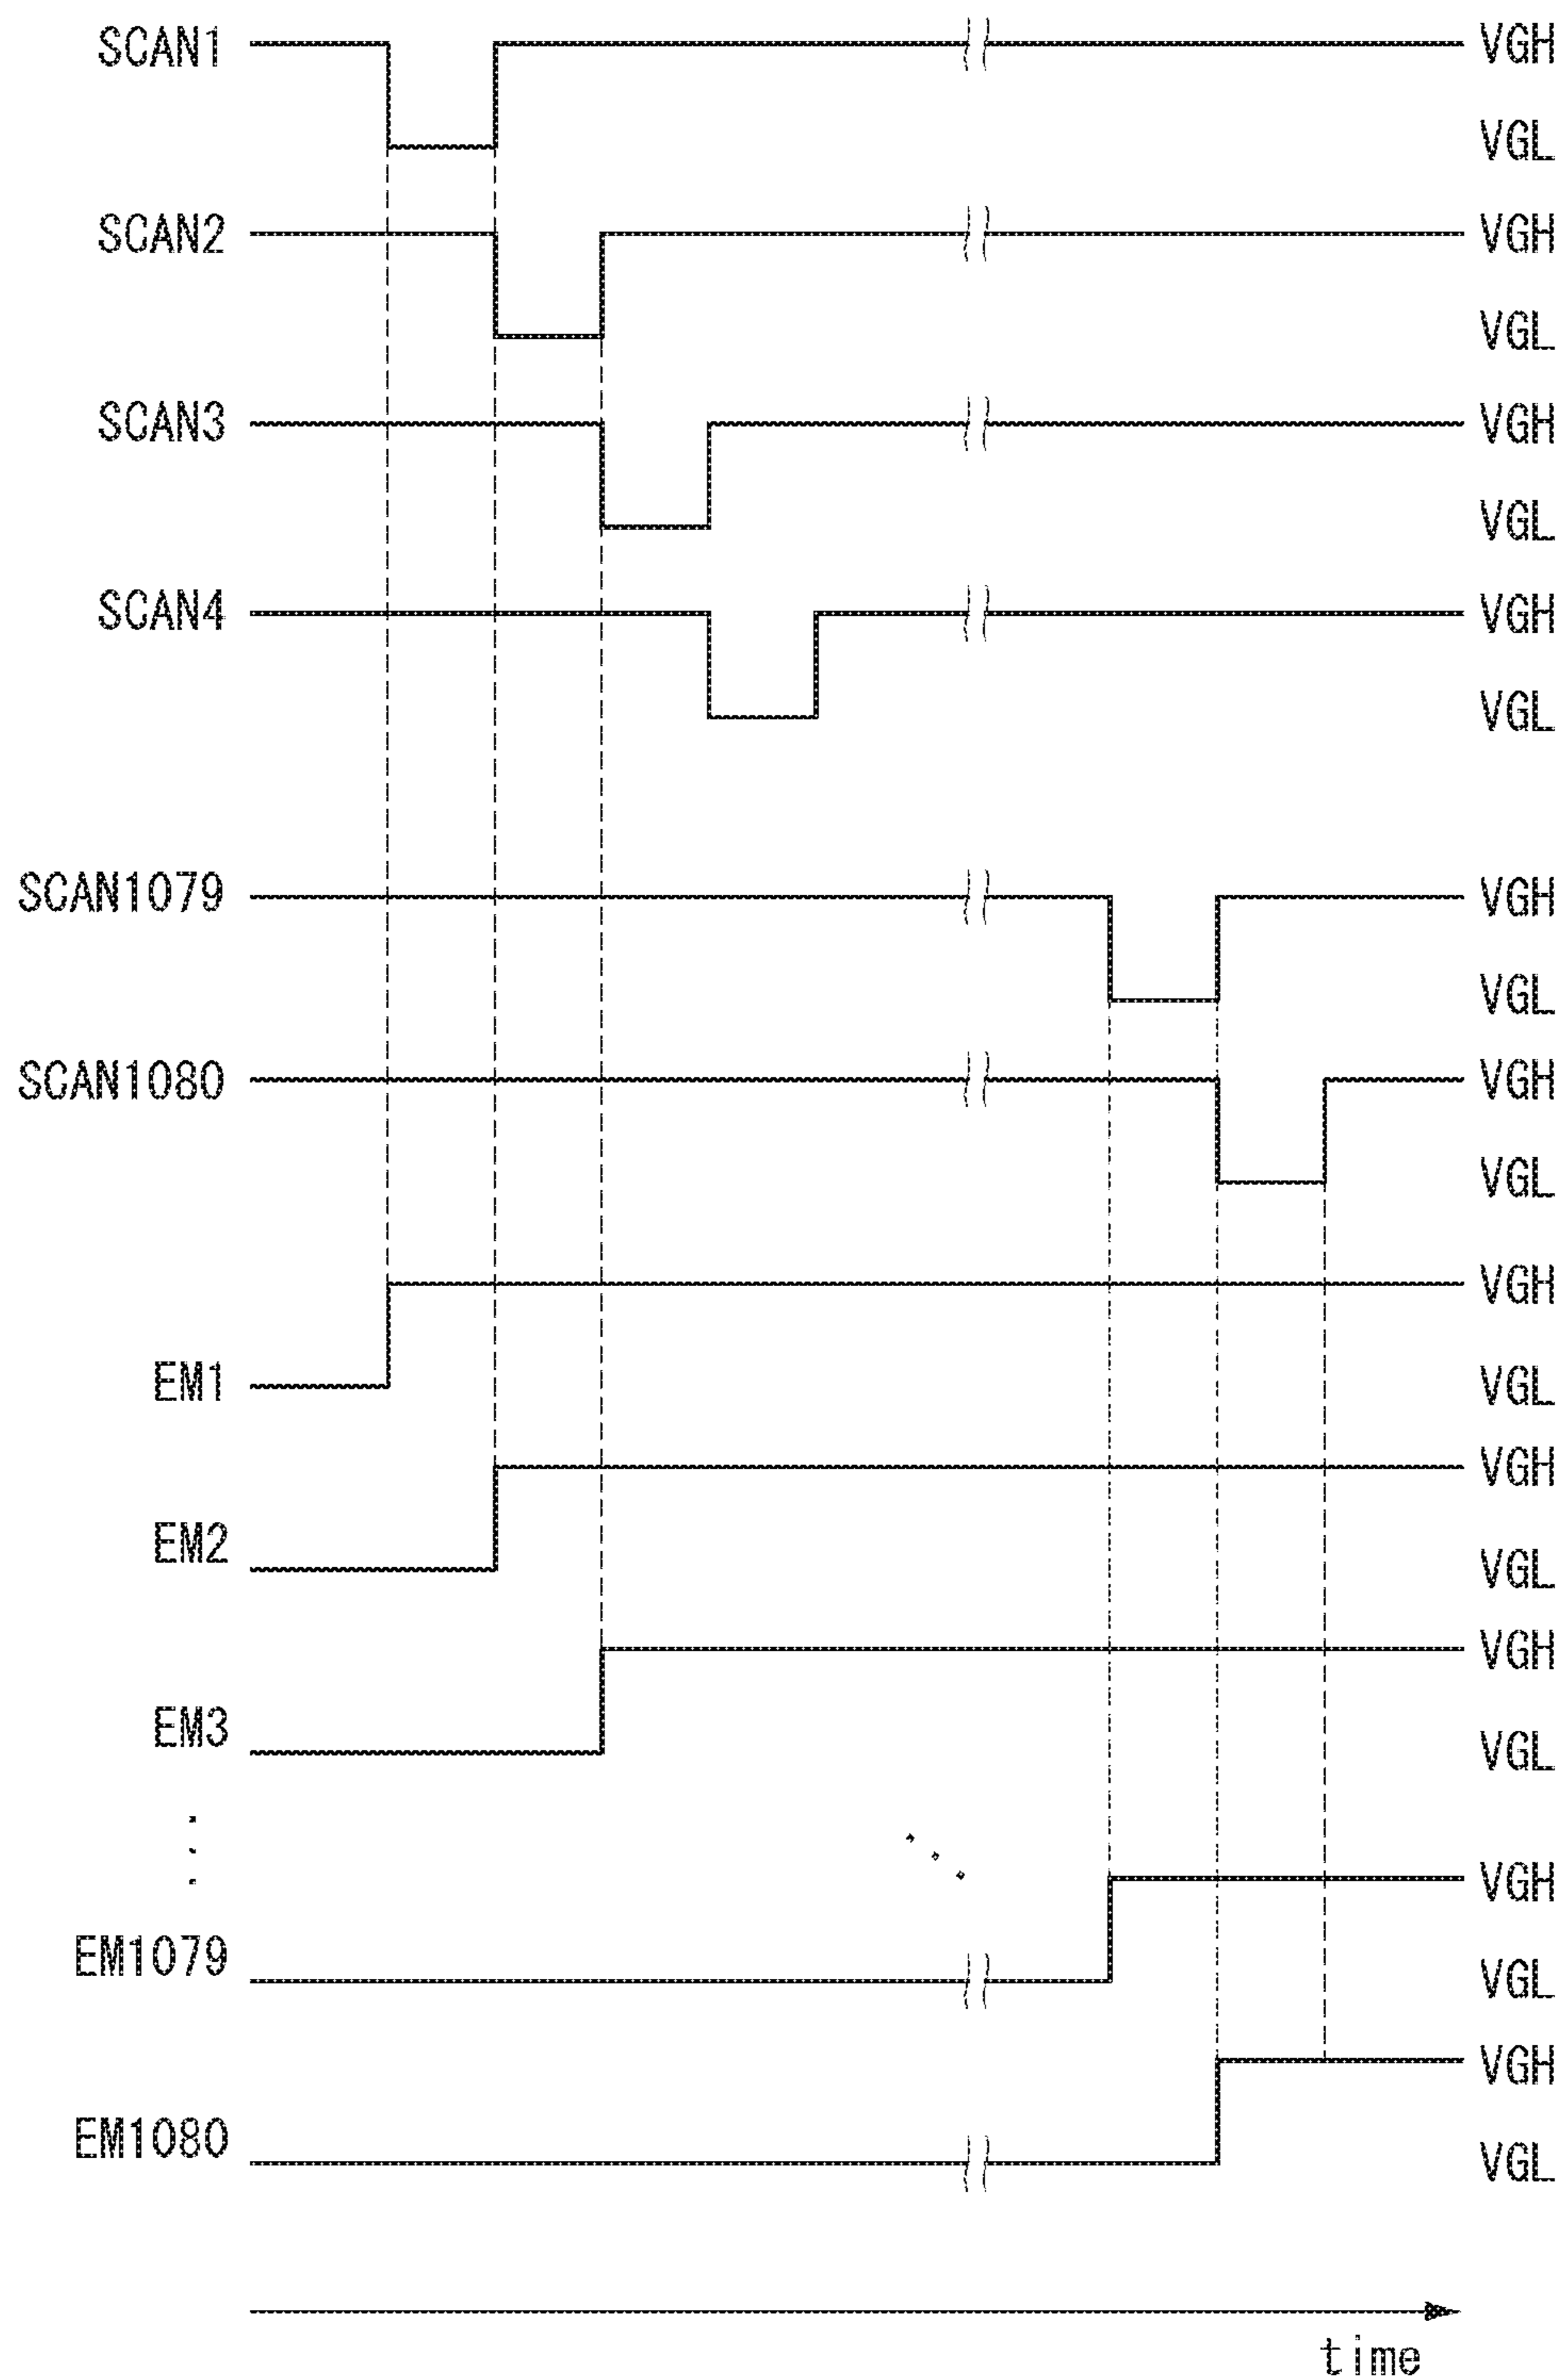 SCAN1 VGH
VGL
SCAN2 VGH
VGL
SCAN3 VGH
VGL
SCAN4 VGH
VGL
SCAN1079 VGH
VGL
SCAN1080 VGH
VGL
VGH
EM1 VGL
VGH
EM2 VGL
VGH
EM3 VGL
VGH
EM1079 VGL
VGH
EM1080 VGL
time